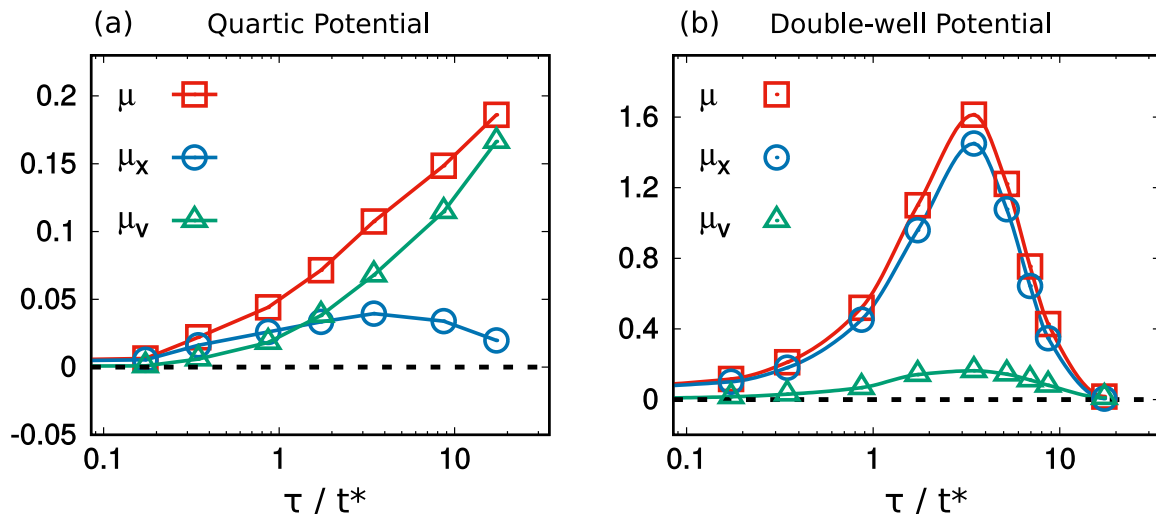 (a) Quartic Potential
μ
μx
μv
0.2
0.15
0.1
0.05
0
-0.05
0.1 1 10
τ / t*
(b) Double-well Potential
μ
μx
μv
1.6
1.2
0.8
0.4
0
0.1 1 10
τ / t*